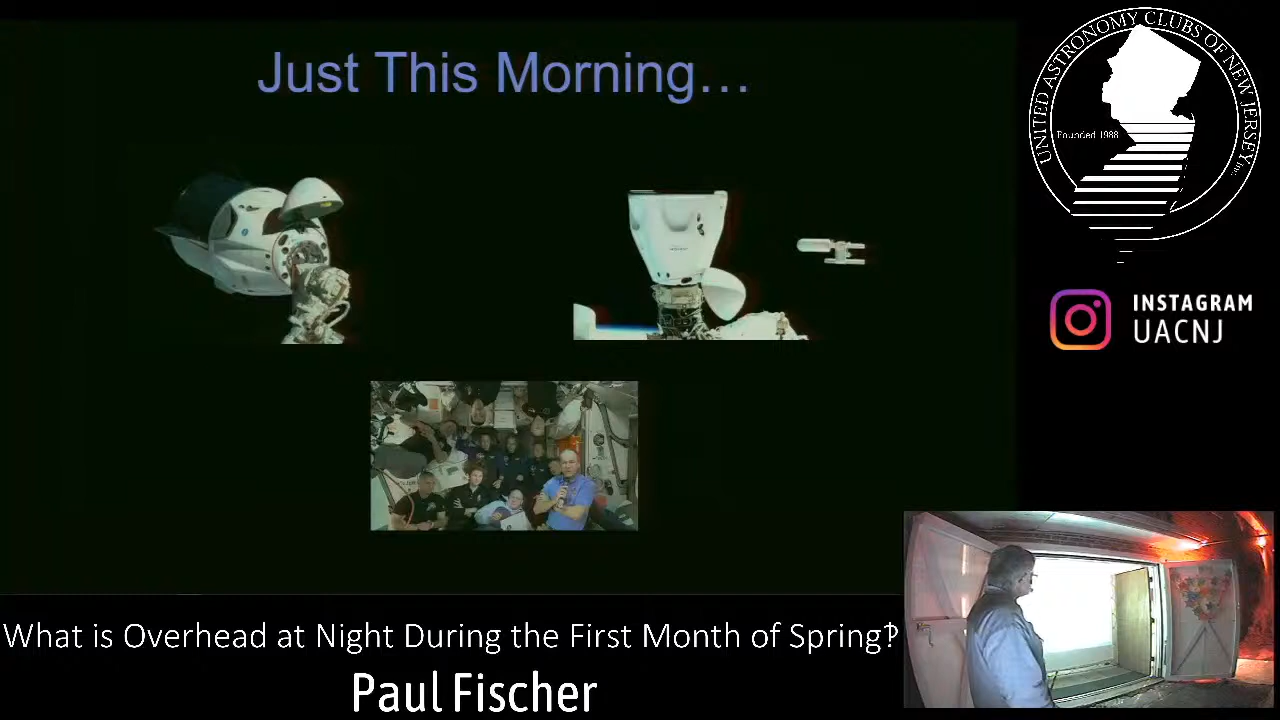 Just This Morning…
UNITED ASTRONOMY CLUBS OF NEW JERSEY, Inc.
Founded 1988
INSTAGRAM
UACNJ
What is Overhead at Night During the First Month of Spring?
Paul Fischer